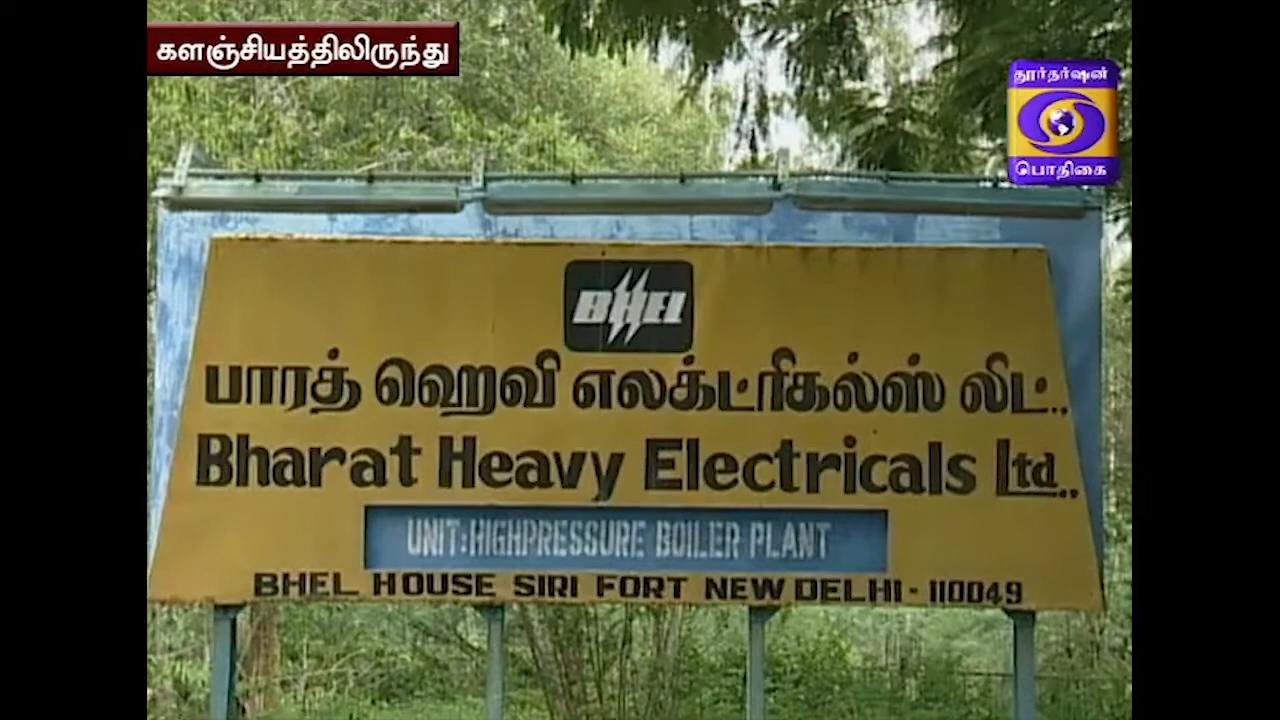 களஞ்சியத்திலிருந்து
தூர்தர்ஷன்
பொதிகை
BHEL
பாரத் ஹெவி எலக்ட்ரிகல்ஸ் லிட்.,
Bharat Heavy Electricals Ltd.,
UNIT:HIGHPRESSURE BOILER PLANT
BHEL HOUSE SIRI FORT NEW DELHI - 110049